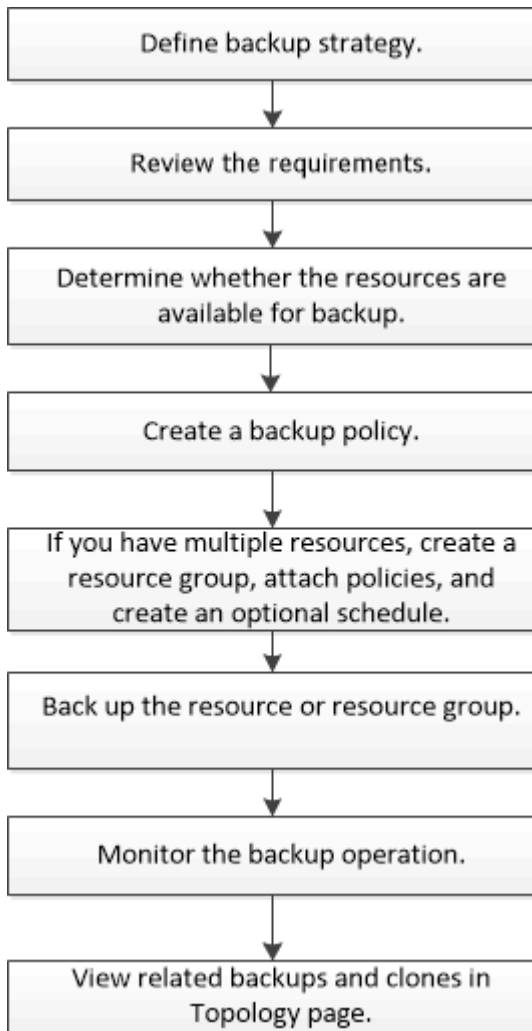 Define backup strategy.
Review the requirements.
Determine whether the resources are
available for backup.
Create a backup policy.
If you have multiple resources, create a
resource group, attach policies, and
create an optional schedule.
Back up the resource or resource group.
Monitor the backup operation.
View related backups and clones in
Topology page.